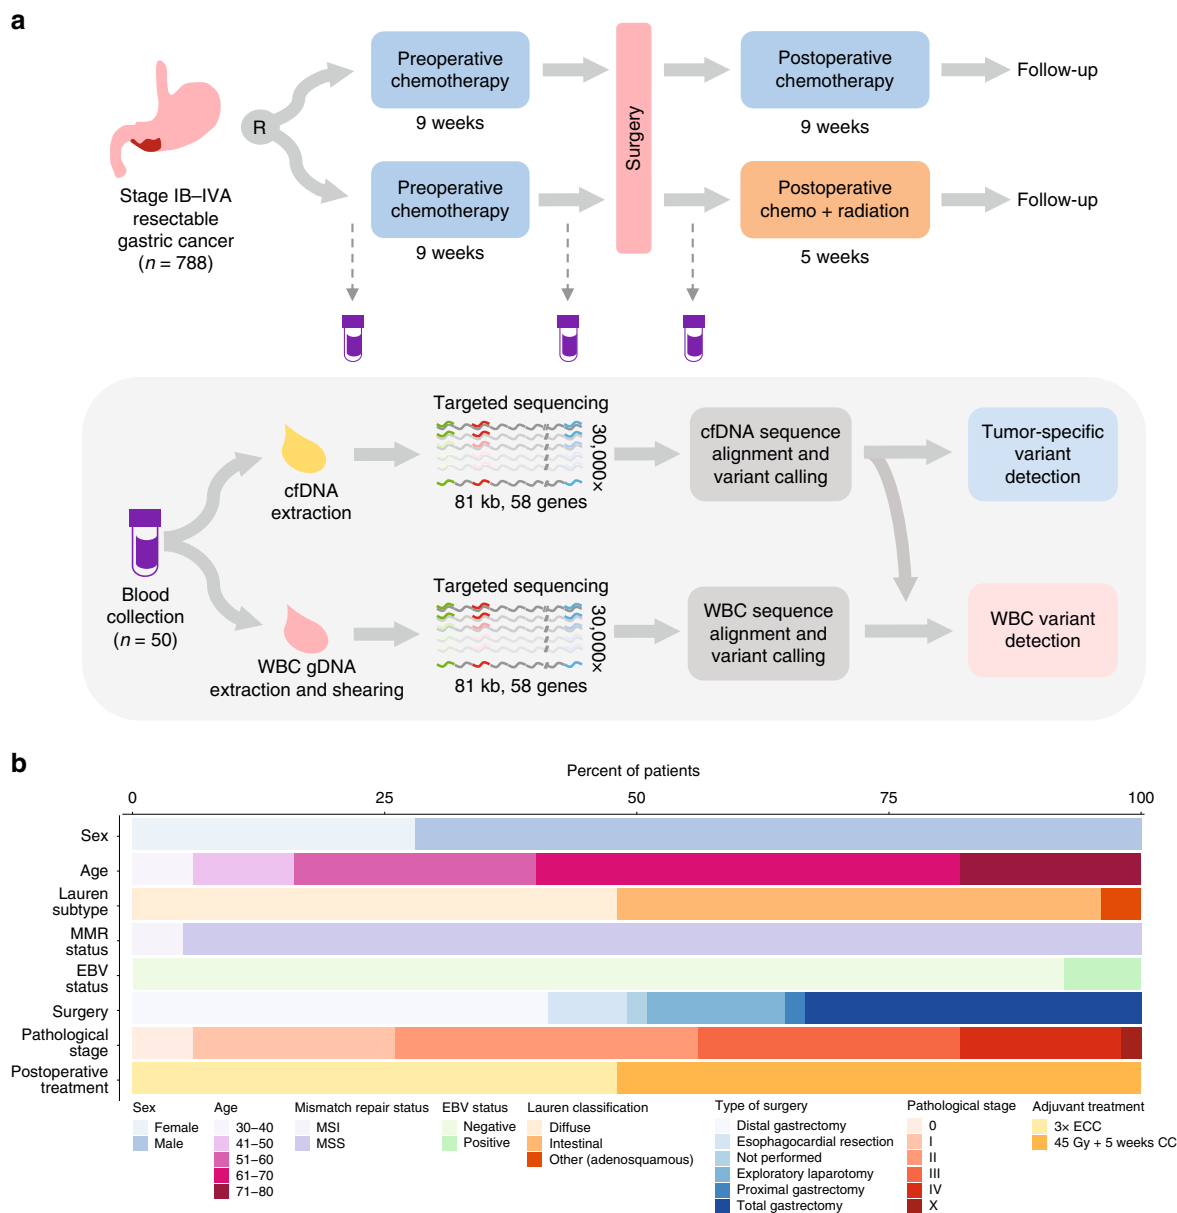 a
Preoperative
chemotherapy
9 weeks
Surgery
Postoperative
chemotherapy
9 weeks
Follow-up
R
Stage IB–IVA
resectable
gastric cancer
(n = 788)
Preoperative
chemotherapy
9 weeks
Postoperative
chemo + radiation
5 weeks
Follow-up
Blood
collection
(n = 50)
cfDNA
extraction
Targeted sequencing
30,000×
81 kb, 58 genes
cfDNA sequence
alignment and
variant calling
Tumor-specific
variant
detection
WBC gDNA
extraction and shearing
Targeted sequencing
30,000×
81 kb, 58 genes
WBC sequence
alignment and
variant calling
WBC variant
detection
b
Percent of patients
0 25 50 75 100
Sex
Age
Lauren
subtype
MMR
status
EBV
status
Surgery
Pathological
stage
Postoperative
treatment
Sex
Female
Male
Age
30–40
41–50
51–60
61–70
71–80
Mismatch repair status
MSI
MSS
EBV status
Negative
Positive
Lauren classification
Diffuse
Intestinal
Other (adenosquamous)
Type of surgery
Distal gastrectomy
Esophagocardial resection
Not performed
Exploratory laparotomy
Proximal gastrectomy
Total gastrectomy
Pathological stage
0
I
II
III
IV
X
Adjuvant treatment
3× ECC
45 Gy + 5 weeks CC